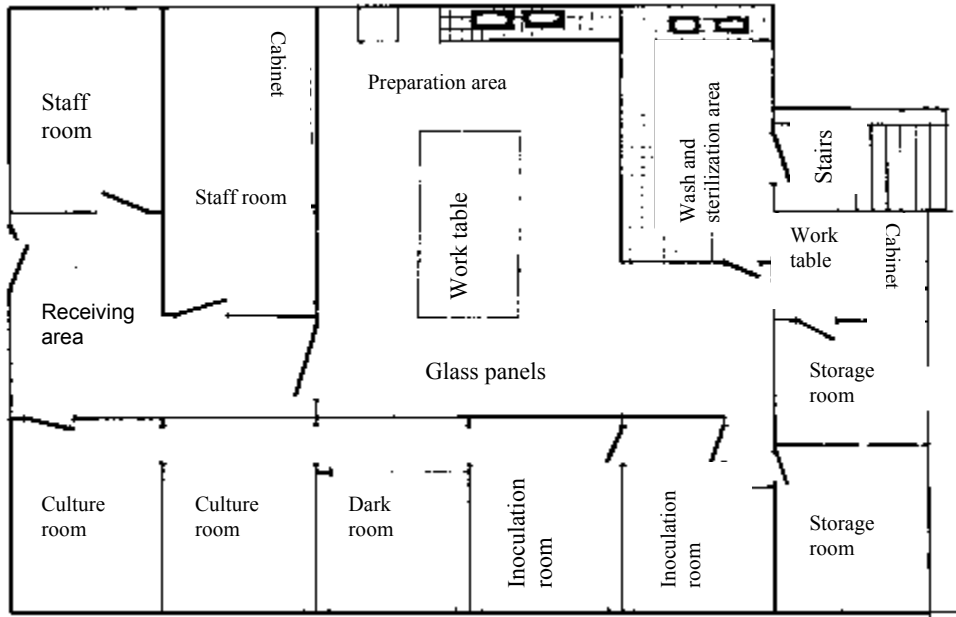 Cabinet
Preparation area
Staff
room
Staff room
Work table
Wash and
sterilization area
Stairs
Work
table
Cabinet
Receiving
area
Glass panels
Storage
room
Culture
room
Culture
room
Dark
room
Inoculation
room
Inoculation
room
Storage
room